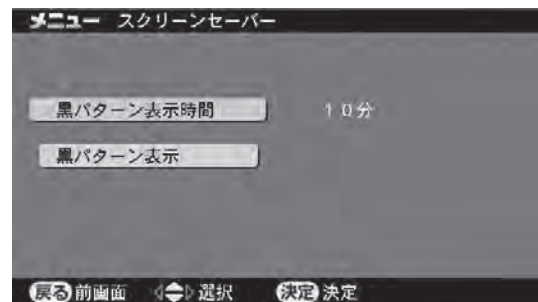 メニュー スクリーンセーバー
黒パターン表示時間 10分
黒パターン表示
戻る 前画面 選択 決定 決定